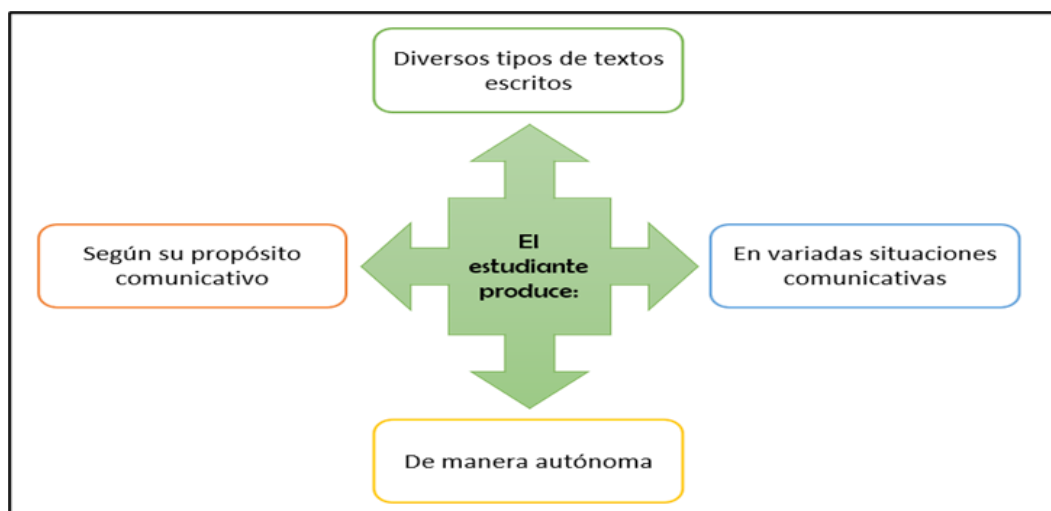 Diversos tipos de textos
escritos
Según su propósito
comunicativo
El
estudiante
produce:
En variadas situaciones
comunicativas
De manera autónoma